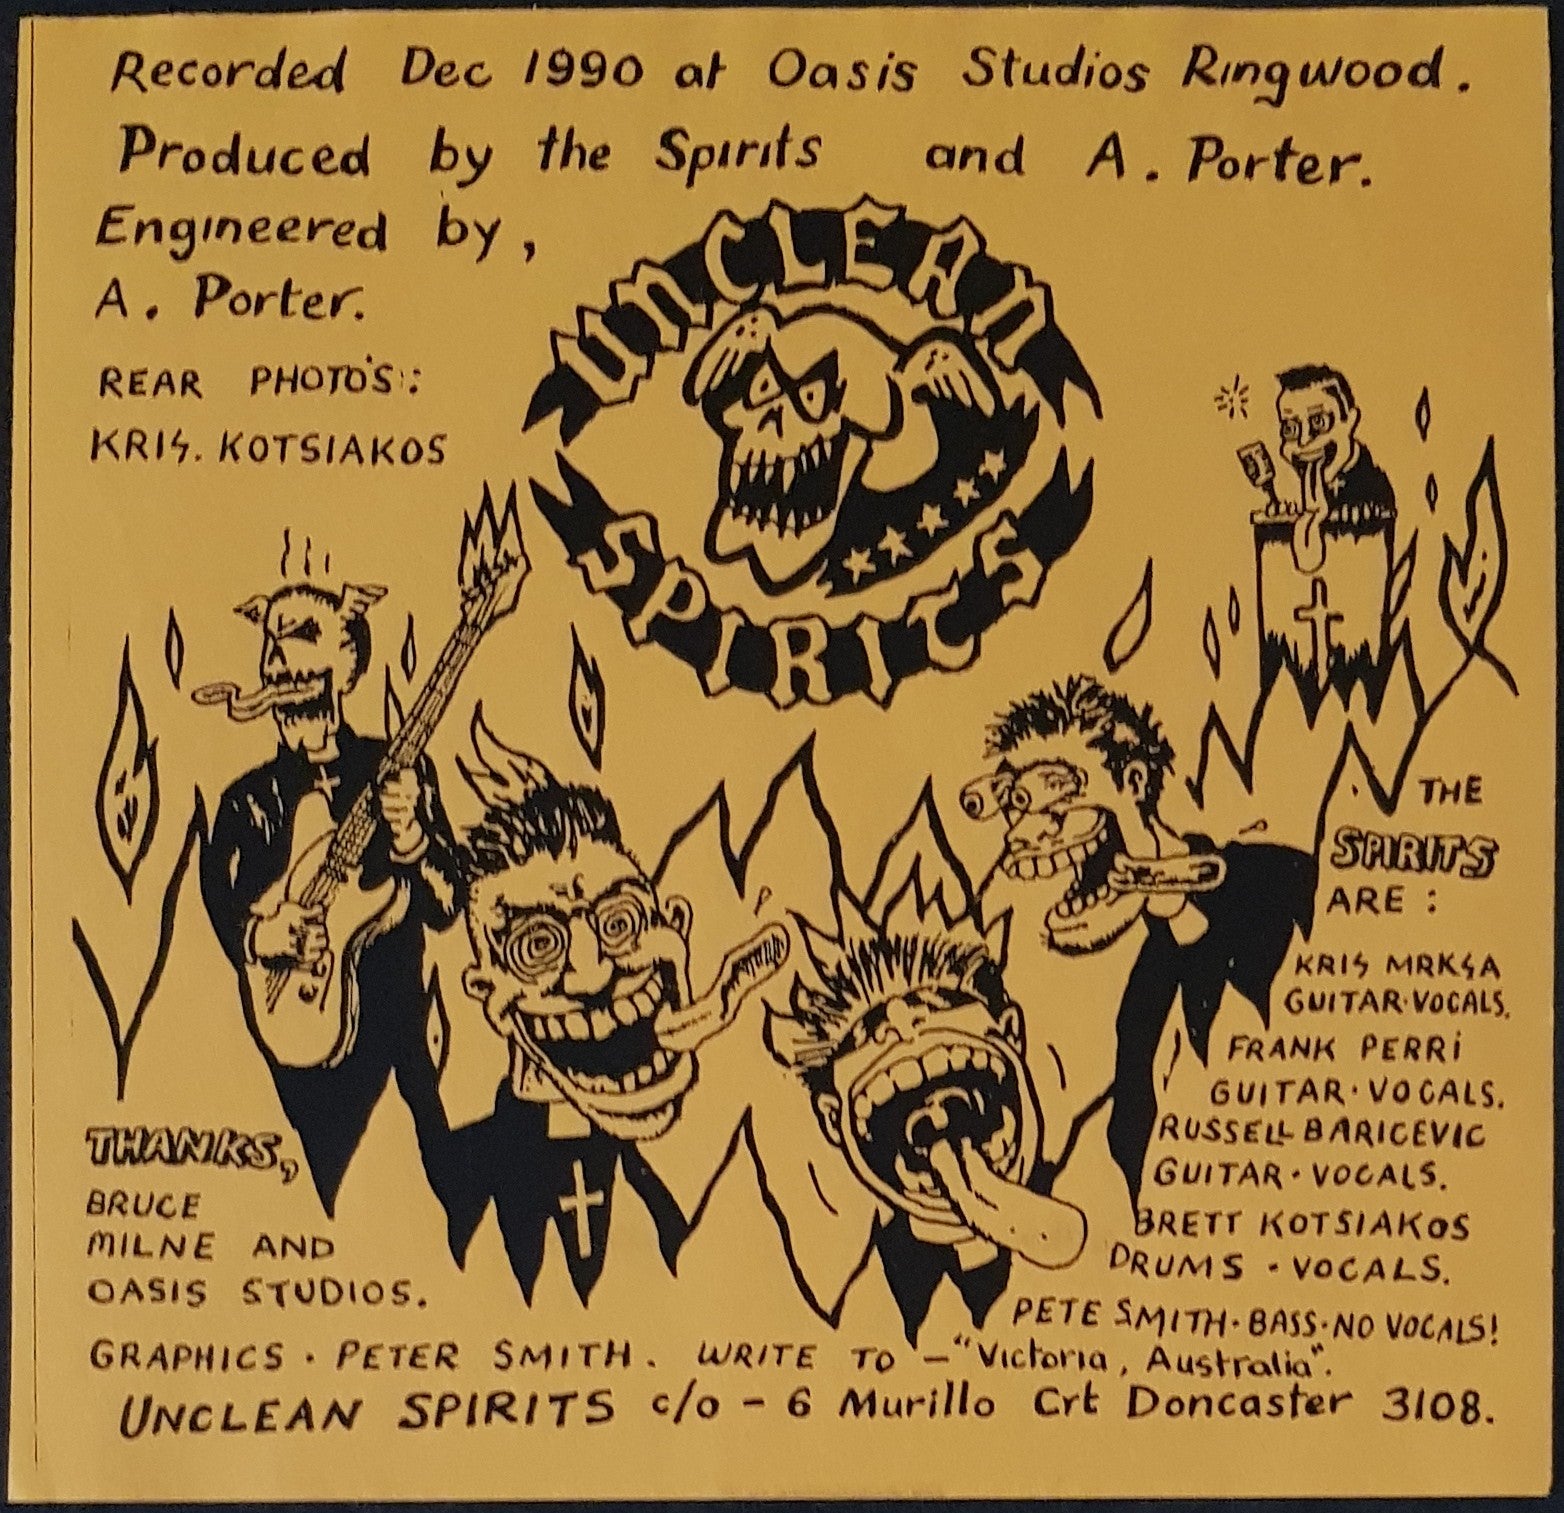 Recorded Dec 1990 at Oasis Studios Ringwood.
Produced by the Spirits and A. Porter.
Engineered by,
A. Porter.
REAR PHOTO'S:
KRIS. KOTSIAKOS
UNCLEAN
SPIRITS
THE
SPIRITS
ARE:
KRIS MRKSA
GUITAR·VOCALS.
FRANK PERRi
GUITAR·VOCALS.
RUSSELL BARICEVIC
GUITAR·VOCALS.
BRETT KOTSIAKOS
DRUMS·VOCALS.
PETE SMITH·BASS·NO VOCALS!
THANKS,
BRUCE
MILNE AND
OASIS STUDIOS.
GRAPHICS·PETER SMITH. WRITE TO –"Victoria, Australia".
UNCLEAN SPIRITS c/o – 6 Murillo Crt Doncaster 3108.